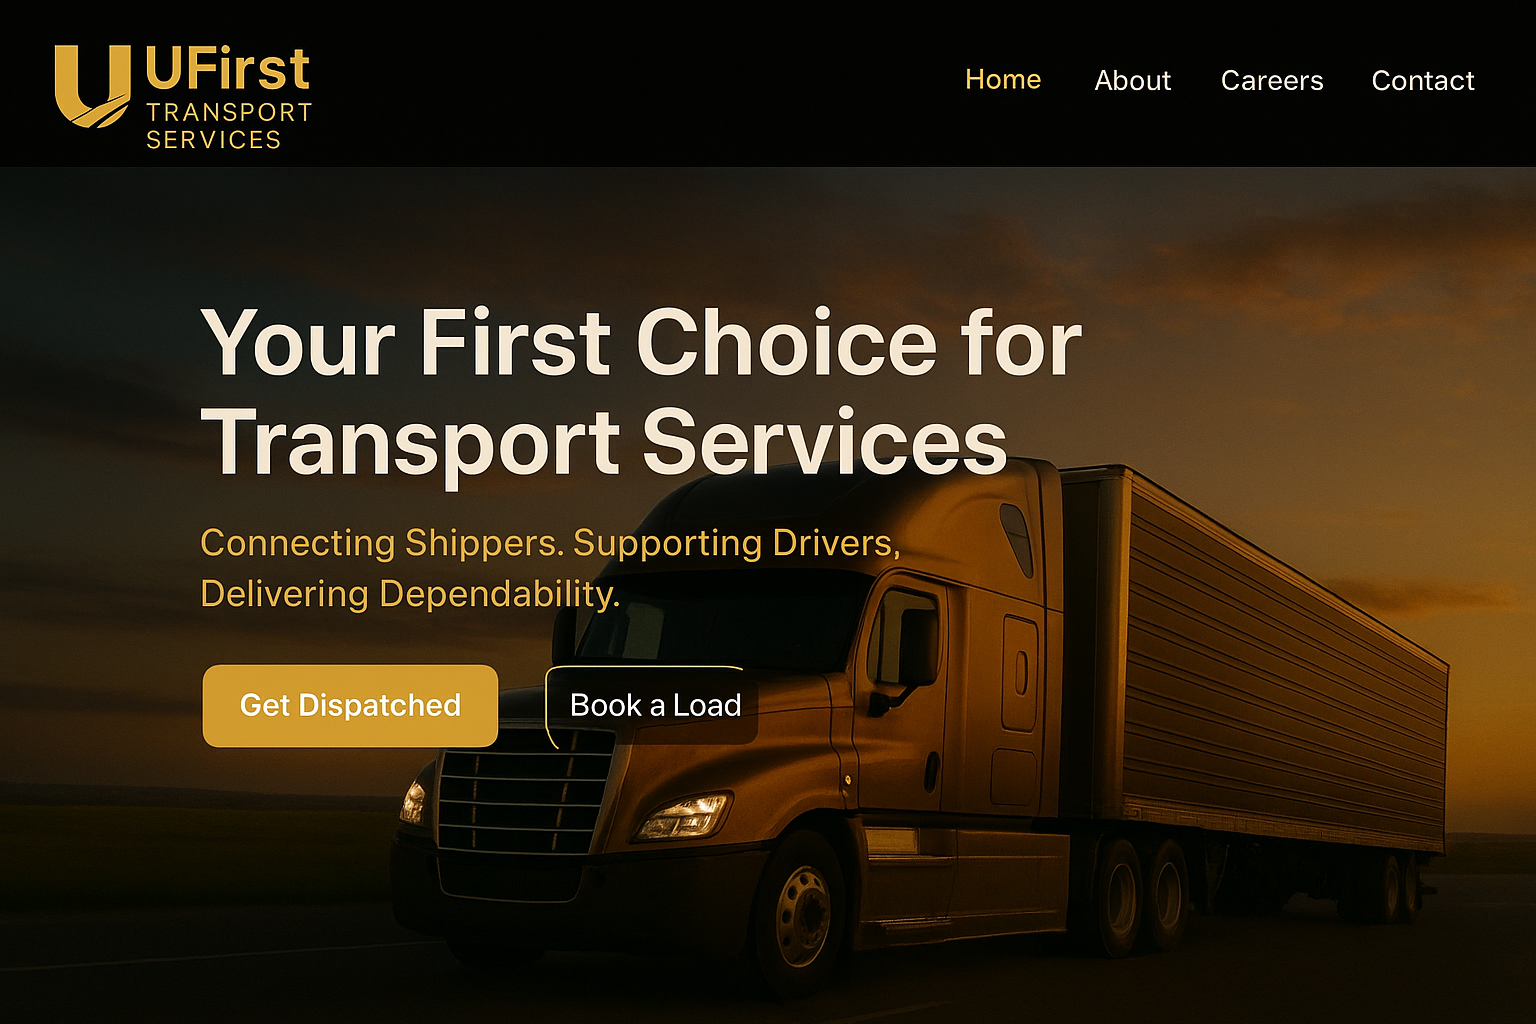 UFirst
TRANSPORT
SERVICES
Home
About
Careers
Contact
Your First Choice for
Transport Services
Connecting Shippers. Supporting Drivers,
Delivering Dependability.
Get Dispatched
Book a Load